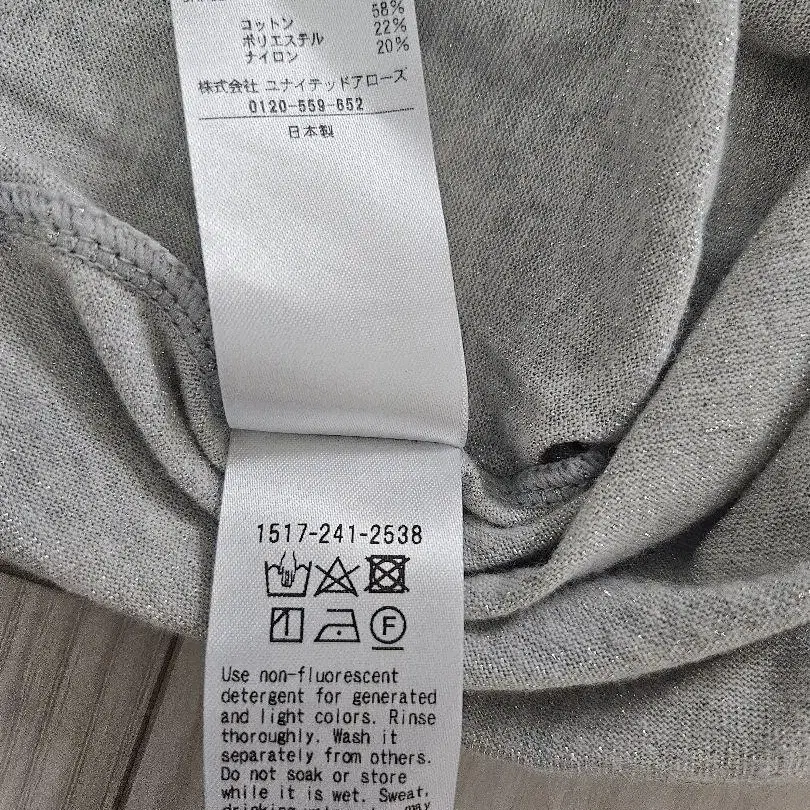 58%
コットン 22%
ポリエステル 20%
ナイロン
株式会社 ユナイテッドアローズ
0120-559-652
日本製
1517-241-2538
F
Use non-fluorescent
detergent for generated
and light colors. Rinse
thoroughly. Wash it
separately from others.
Do not soak or store
while it is wet. Sweat,
may